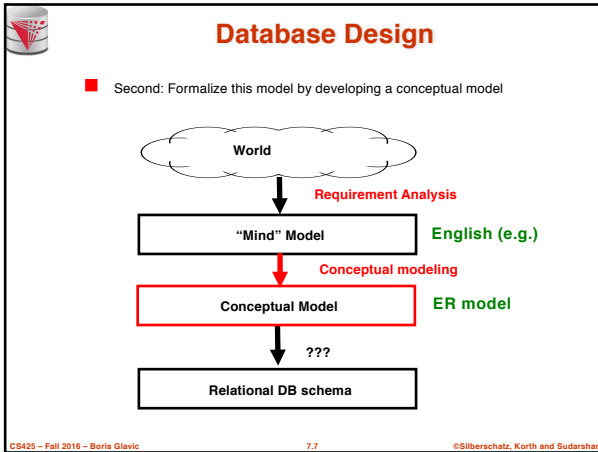 Database Design
Second: Formalize this model by developing a conceptual model
World
Requirement Analysis
“Mind” Model
English (e.g.)
Conceptual modeling
Conceptual Model
ER model
???
Relational DB schema
CS425 – Fall 2016 – Boris Glavic 7.7 ©Silberschatz, Korth and Sudarshan